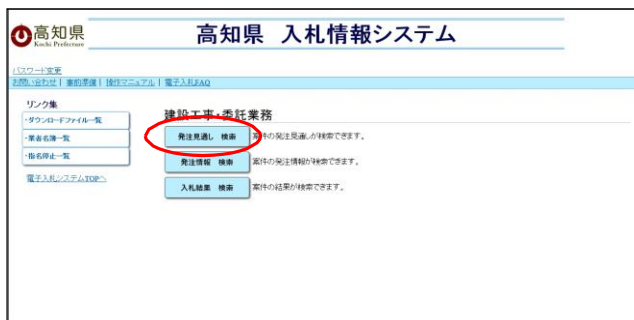 高知県
Kochi Prefecture
高知県 入札情報システム
パスワード変更
お問い合わせ | 事前準備 | 操作マニュアル | 電子入札FAQ
リンク集
・ダウンロードファイル一覧
・業者名簿一覧
・指名停止一覧
電子入札システムTOPへ
建設工事・委託業務
発注見通し 検索 案件の発注見通しが検索できます。
発注情報 検索 案件の発注情報が検索できます。
入札結果 検索 案件の結果が検索できます。